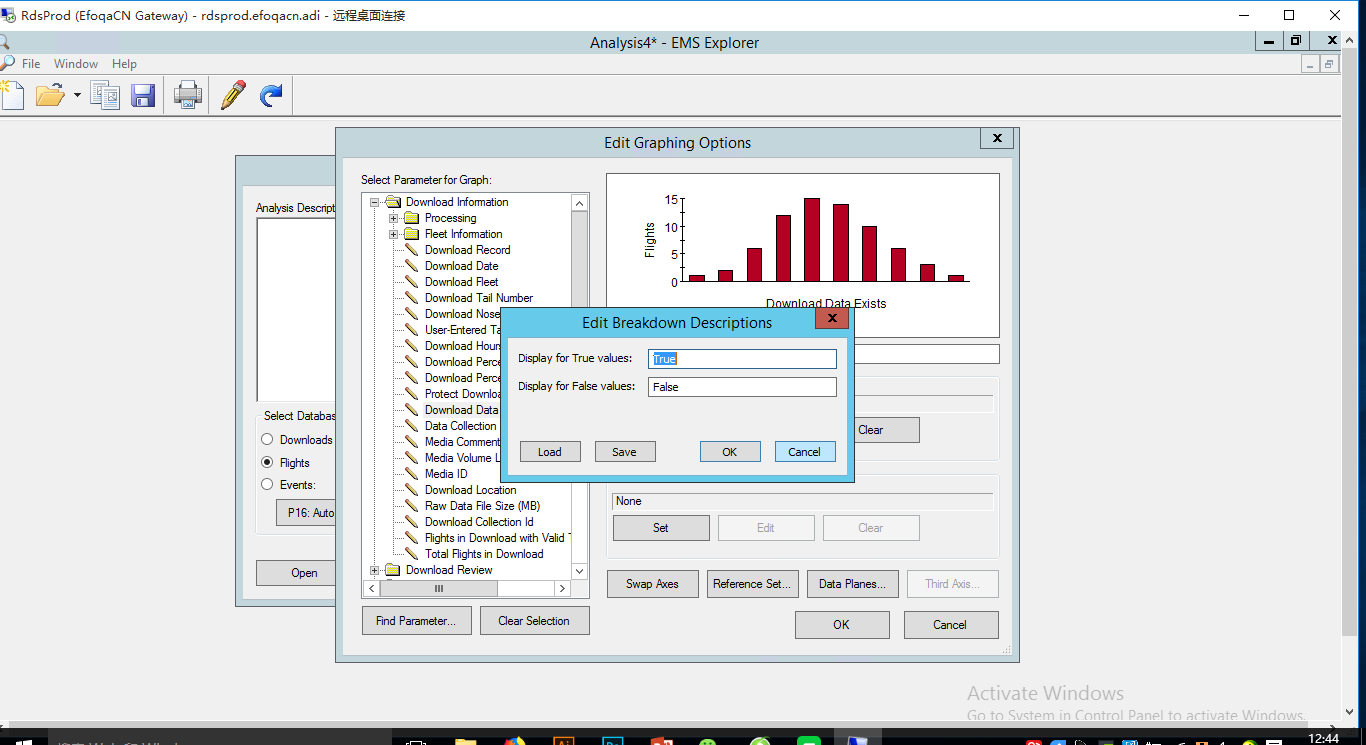 RdsProd (EfoqaCN Gateway) - rdsprod.efoqacn.adi - 远程桌面连接
Analysis4* - EMS Explorer
File Window Help
Edit Graphing Options
Select Parameter for Graph:
Analysis Descript
Download Information
Processing
Fleet Information
Download Record
Download Date
Download Fleet
Download Tail Number
Download Nose
User-Entered Ta
Download Hours
Download Perce
Download Perce
Protect Downloa
Download Data
Data Collection
Media Comment
Media Volume L
Media ID
Download Location
Raw Data File Size (MB)
Download Collection Id
Flights in Download with Valid T
Total Flights in Download
Download Review
Find Parameter...
Clear Selection
Flights
15
10
5
0
Download Data Exists
Edit Breakdown Descriptions
Display for True values:
True
Display for False values:
False
Load
Save
OK
Cancel
Clear
Select Databas
Downloads
Flights
Events:
P16: Auto
Open
None
Set
Edit
Clear
Swap Axes
Reference Set...
Data Planes...
Third Axis...
OK
Cancel
Activate Windows
Go to System in Control Panel to activate Windows.
12:44